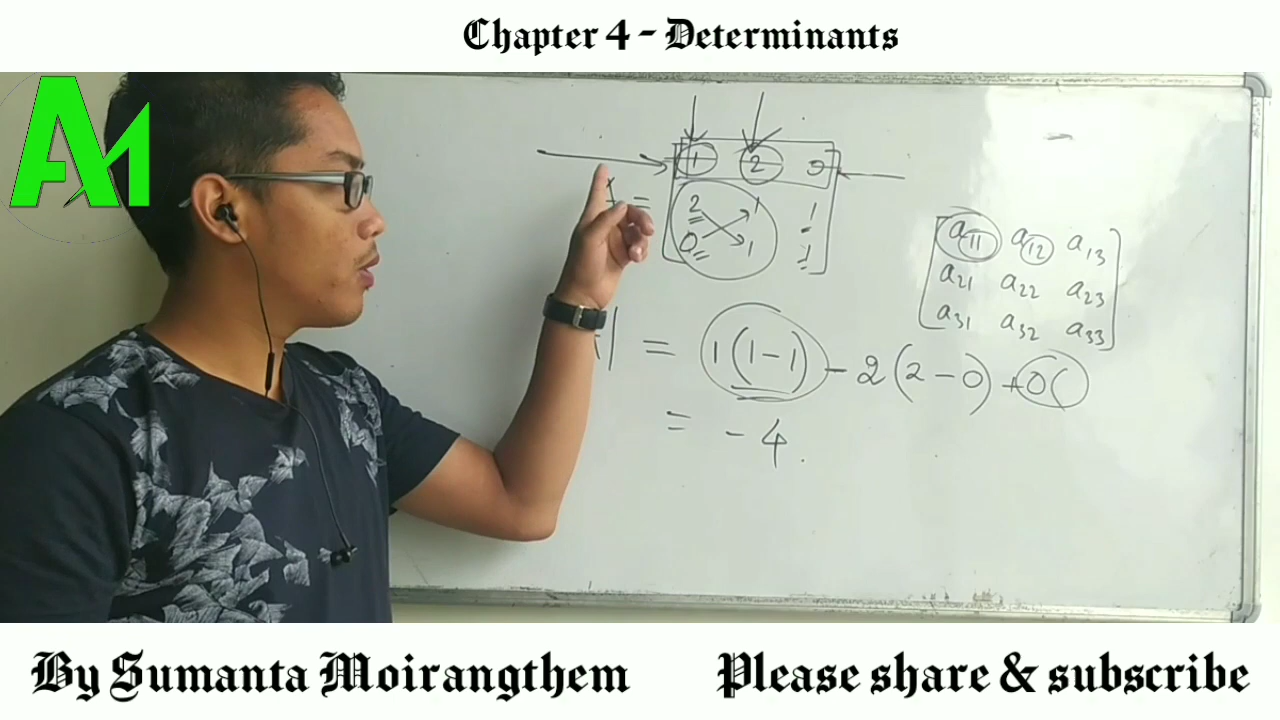 Chapter 4 - Determinants
AM
1 2 0
A =
2 1 1
0 1 1
a11 a12 a13
a21 a22 a23
a31 a32 a33
= 1(1-1) - 2(2-0) + 0(
= -4.
By Sumanta Moirangthem
Please share & subscribe